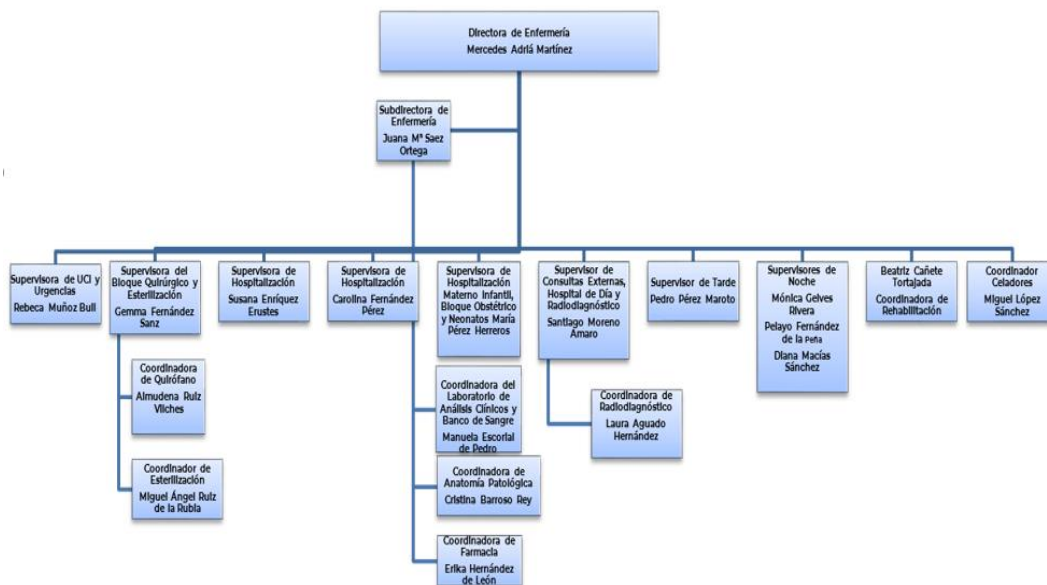 Directora de Enfermería
Mercedes Adriá Martínez
Subdirectora de
Enfermería
Juana Mª Saez
Ortega
Supervisora de UCI y
Urgencias
Rebeca Muñoz Bull
Supervisora del
Bloque Quirúrgico y
Esterilización
Gemma Fernández
Sanz
Supervisora de
Hospitalización
Susana Enríquez
Erustes
Supervisora de
Hospitalización
Carolina Fernández
Pérez
Supervisora de
Hospitalización
Materno Infantil,
Bloque Obstétrico
y Neonatos María
Pérez Herreros
Supervisor de
Consultas Externas,
Hospital de Día y
Radiodiagnóstico
Santiago Moreno
Amaro
Supervisor de Tarde
Pedro Pérez Maroto
Supervisores de
Noche
Mónica Gelves
Rivera
Pelayo Fernández
de la Peña
Diana Macías
Sánchez
Beatriz Cañete
Tortajada
Coordinadora de
Rehabilitación
Coordinador
Celadores
Miguel López
Sánchez
Coordinadora
de Quirófano
Almudena Ruiz
Vilches
Coordinador de
Esterilización
Miguel Ángel Ruiz
de la Rubia
Coordinadora del
Laboratorio de
Análisis Clínicos y
Banco de Sangre
Manuela Escorial
de Pedro
Coordinadora de
Anatomía Patológica
Cristina Barroso Rey
Coordinadora de
Farmacia
Erika Hernández
de León
Coordinadora de
Radiodiagnóstico
Laura Aguado
Hernández